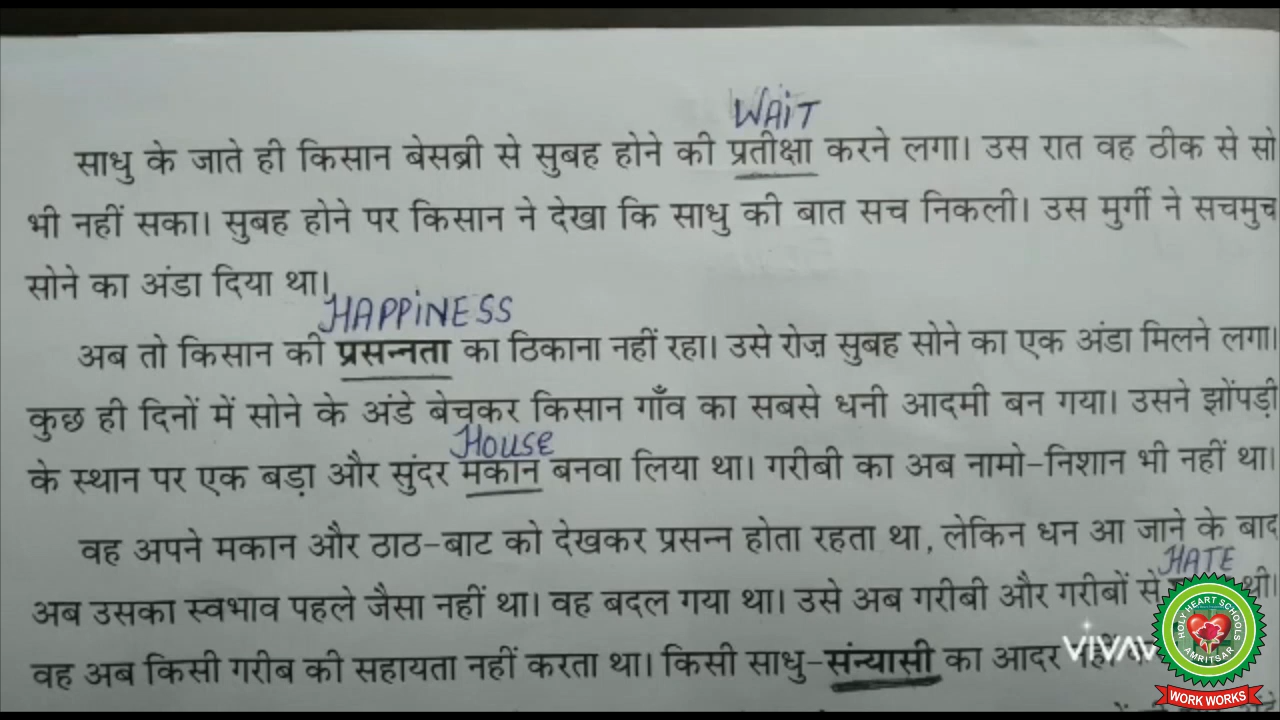 WAIT
साधु के जाते ही किसान बेसब्री से सुबह होने की प्रतीक्षा करने लगा। उस रात वह ठीक से सो
भी नहीं सका। सुबह होने पर किसान ने देखा कि साधु की बात सच निकली। उस मुर्गी ने सचमुच
सोने का अंडा दिया था।
HAPPINESS
अब तो किसान की प्रसन्नता का ठिकाना नहीं रहा। उसे रोज़ सुबह सोने का एक अंडा मिलने लगा।
कुछ ही दिनों में सोने के अंडे बेचकर किसान गाँव का सबसे धनी आदमी बन गया। उसने झोंपड़ी
HOUSE
के स्थान पर एक बड़ा और सुंदर मकान बनवा लिया था। गरीबी का अब नामो-निशान भी नहीं था।
वह अपने मकान और ठाठ-बाट को देखकर प्रसन्न होता रहता था, लेकिन धन आ जाने के बाद
HATE
अब उसका स्वभाव पहले जैसा नहीं था। वह बदल गया था। उसे अब गरीबी और गरीबों से थी।
वह अब किसी गरीब की सहायता नहीं करता था। किसी साधु-संन्यासी का आदर
HOLY HEART SCHOOLS
AMRITSAR
WORK WORKS